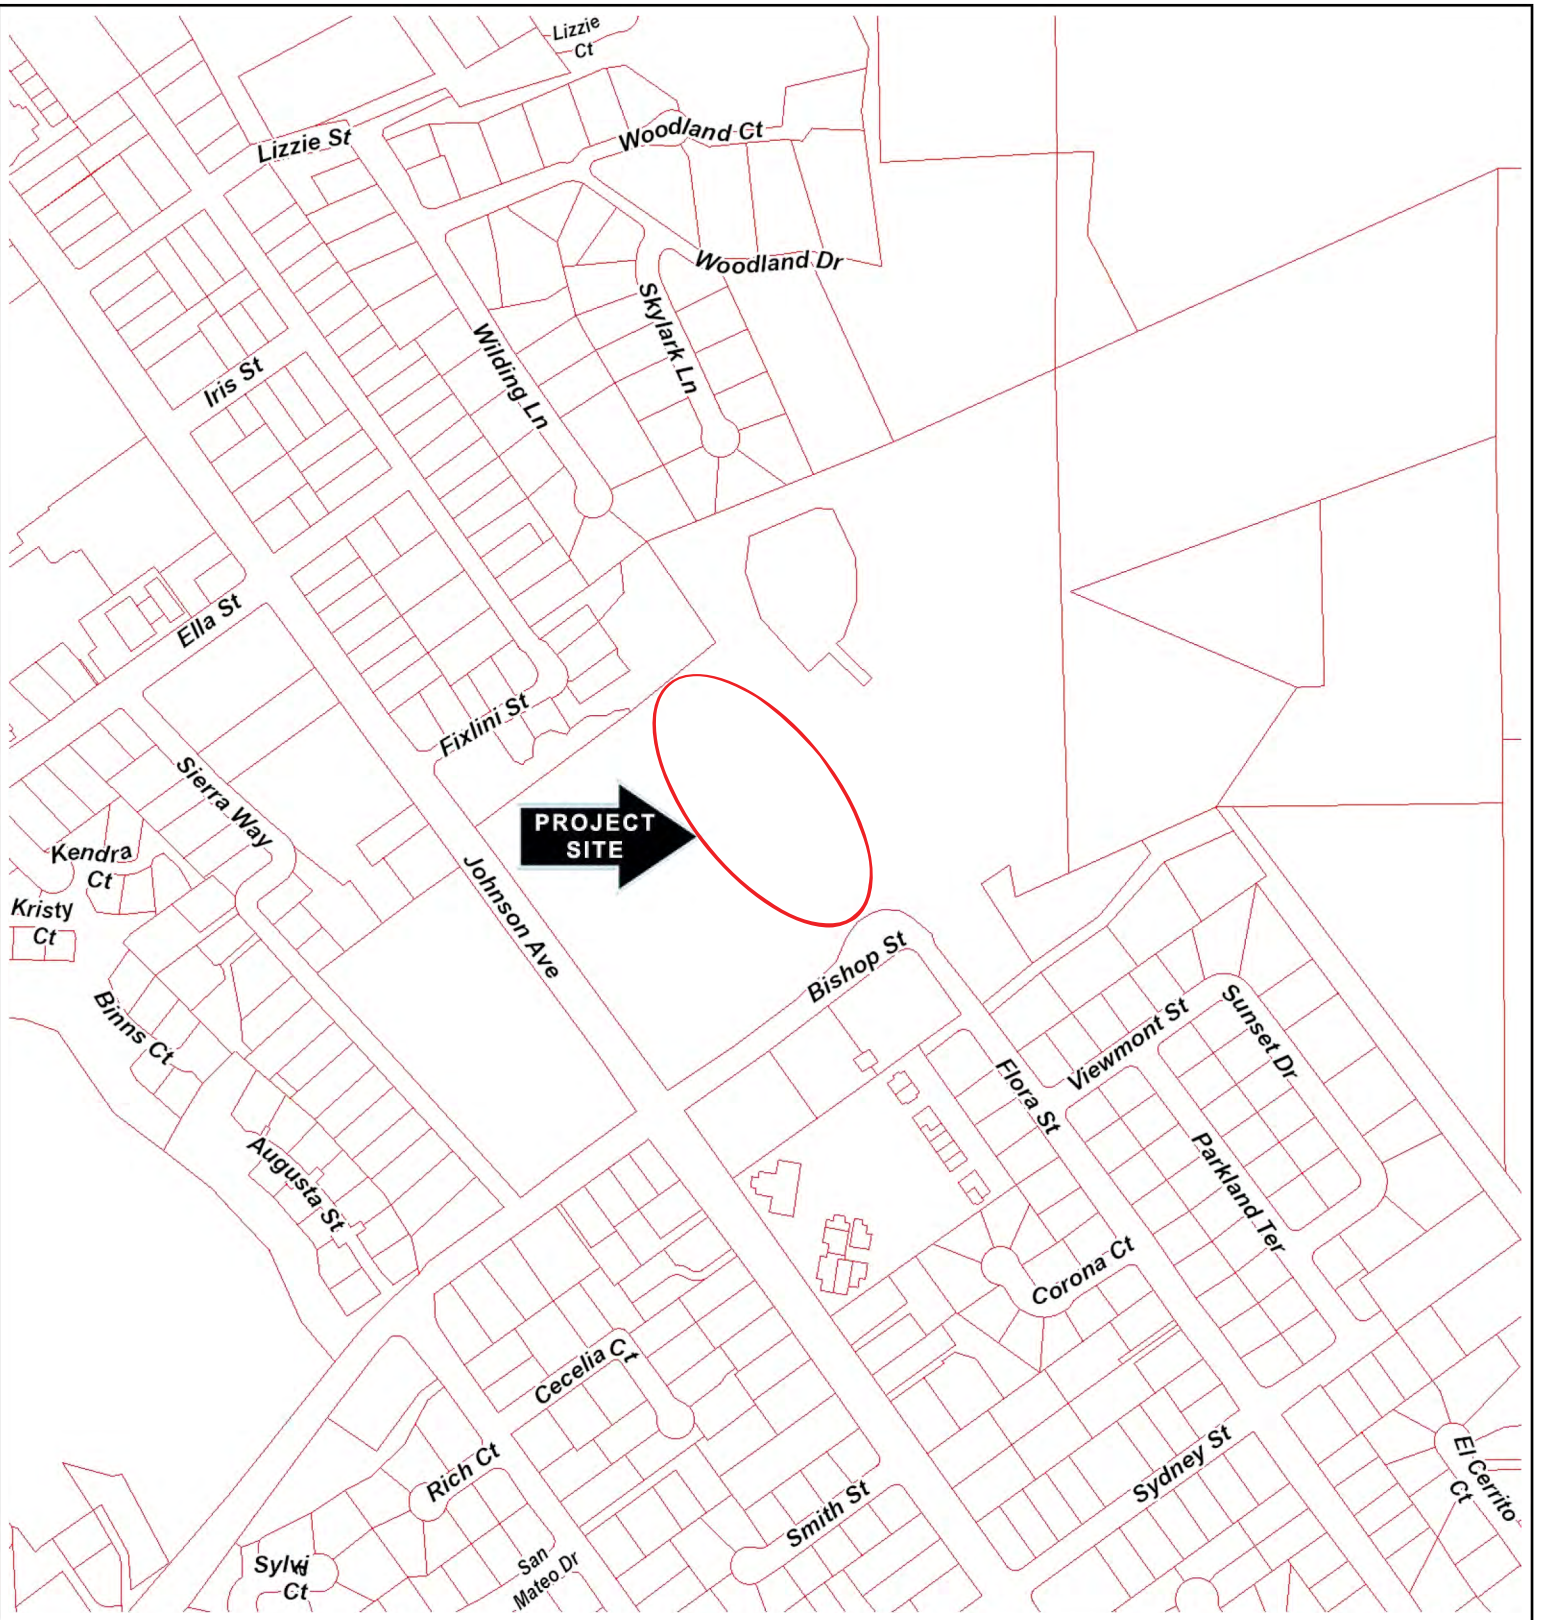 Lizzie
Ct
Woodland Ct
Lizzie St
Woodland Dr
Skylark Ln
Wilding Ln
Iris St
Ella St
Fixlini St
Sierra Way
PROJECT
SITE
Kendra
Ct
Johnson Ave
Kristy
Ct
Bishop St
Binns Ct
Sunset Dr
Viewmont St
Flora St
Augusta St
Parkland Ter
Corona Ct
Cecelia Ct
Rich Ct
Sydney St
El Cerrito
Ct
Smith St
San
Mateo Dr
Ct